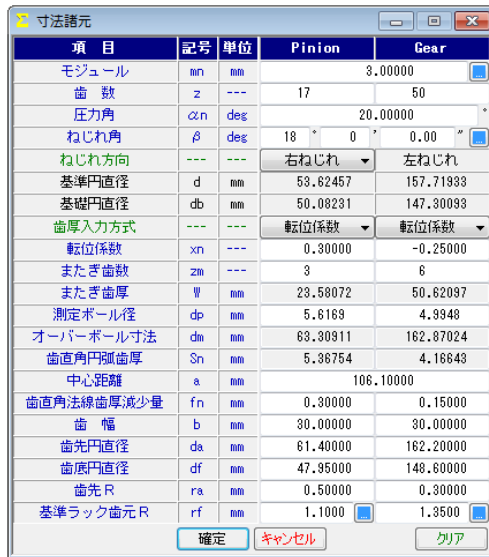 Σ 寸法諸元
項 目 記号 単位 Pinion Gear
モジュール mn mm 3.00000 ...
歯 数 z --- 17 50
圧力角 αn deg 20.00000 °
ねじれ角 β deg 18 ° 0 ' 0.00 " ...
ねじれ方向 --- --- 右ねじれ 左ねじれ
基準円直径 d mm 53.62457 157.71933
基礎円直径 db mm 50.08231 147.30093
歯厚入力方式 --- --- 転位係数 転位係数
転位係数 xn --- 0.30000 -0.25000
またぎ歯数 zm --- 3 6
またぎ歯厚 W mm 23.58072 50.62097
測定ボール径 dp mm 5.6169 4.9948
オーバーボール寸法 dm mm 63.30911 162.87024
歯直角円弧歯厚 Sn mm 5.36754 4.16643
中心距離 a mm 106.10000
歯直角法線歯厚減少量 fn mm 0.30000 0.15000
歯 幅 b mm 30.00000 30.00000
歯先円直径 da mm 61.40000 162.20000
歯底円直径 df mm 47.95000 148.60000
歯先R ra mm 0.50000 0.30000
基準ラック歯元R rf mm 1.1000 ... 1.3500 ...
確定 キャンセル クリア